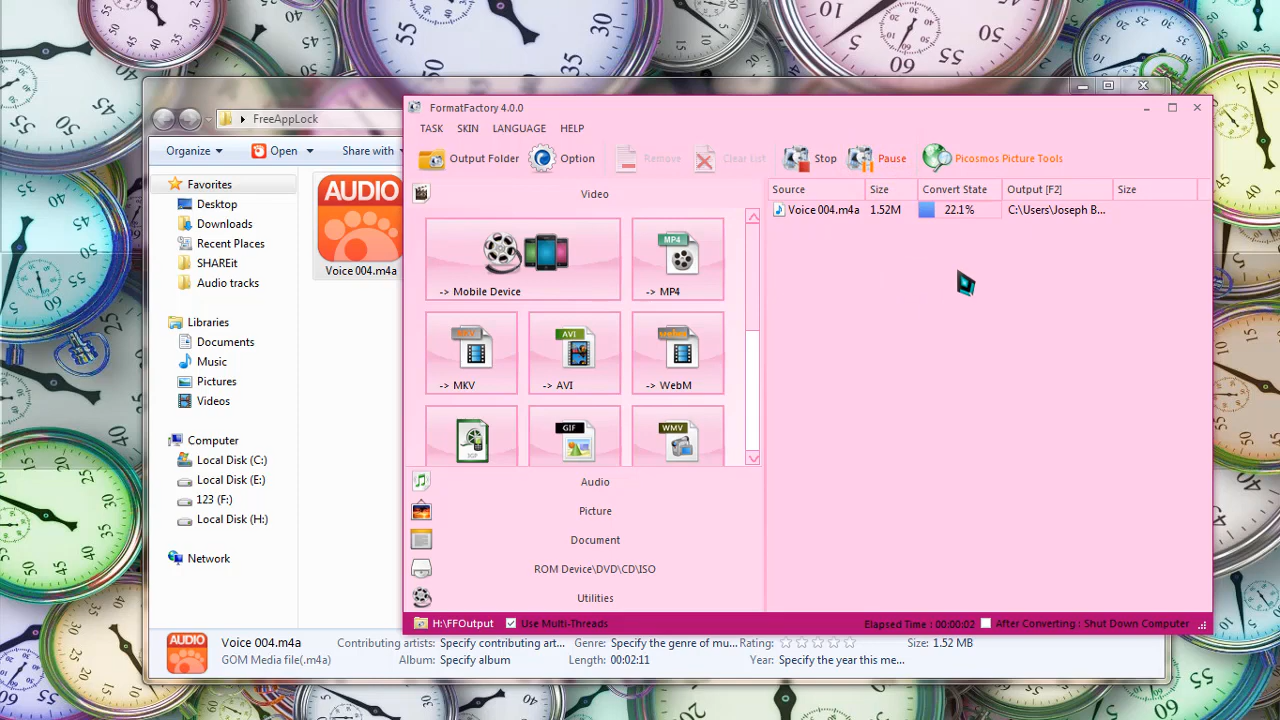 FreeAppLock
Organize
Open
Share with
Favorites
Desktop
Downloads
Recent Places
SHAREit
Audio tracks
Libraries
Documents
Music
Pictures
Videos
Computer
Local Disk (C:)
Local Disk (E:)
123 (F:)
Local Disk (H:)
Network
AUDIO
Voice 004.m4a
FormatFactory 4.0.0
TASK SKIN LANGUAGE HELP
Output Folder Option Remove Clear List Stop Pause Picosmos Picture Tools
Video
-> Mobile Device
MP4
-> MP4
-> MKV
AVI
-> AVI
-> WebM
GIF
WMV
Audio
Picture
Document
ROM Device\DVD\CD\ISO
Utilities
Source Size Convert State Output [F2] Size
Voice 004.m4a 1.52M 22.1% C:\Users\Joseph B...
H:\FFOutput Use Multi-Threads Elapsed Time : 00:00:02 After Converting : Shut Down Computer
AUDIO
Voice 004.m4a Contributing artists: Specify contributing art... Genre: Specify the genre of mu... Rating: Size: 1.52 MB
GOM Media file(.m4a) Album: Specify album Length: 00:02:11 Year: Specify the year this me...